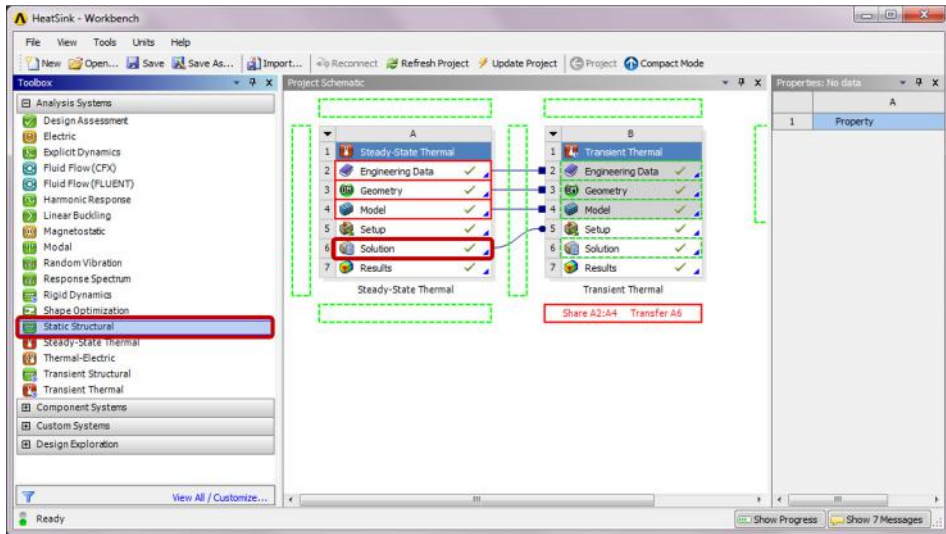 HeatSink - Workbench
File View Tools Units Help
New Open... Save Save As... Import... Reconnect Refresh Project Update Project Project Compact Mode
Toolbox
Analysis Systems
Design Assessment
Electric
Explicit Dynamics
Fluid Flow (CFX)
Fluid Flow (FLUENT)
Harmonic Response
Linear Buckling
Magnetostatic
Modal
Random Vibration
Response Spectrum
Rigid Dynamics
Shape Optimization
Static Structural
Steady-State Thermal
Thermal-Electric
Transient Structural
Transient Thermal
Component Systems
Custom Systems
Design Exploration
View All / Customize...
Project Schematic
A
1 Steady-State Thermal
2 Engineering Data
3 Geometry
4 Model
5 Setup
6 Solution
7 Results
Steady-State Thermal
B
1 Transient Thermal
2 Engineering Data
3 Geometry
4 Model
5 Setup
6 Solution
7 Results
Transient Thermal
Share A2:A4 Transfer A6
Properties: No data
A
1 Property
Ready
Show Progress Show 7 Messages